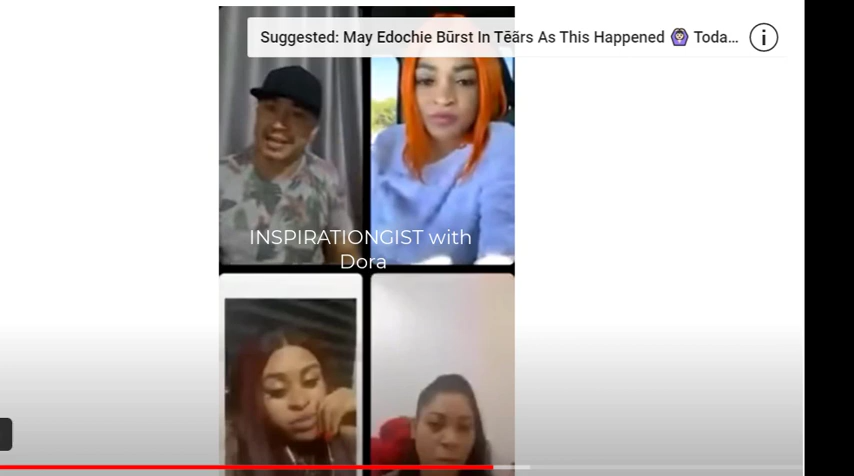 Suggested: May Edochie Būrst In Tēārs As This Happened 🙆🏻‍♀️ Toda...
i
INSPIRATIONGIST with
Dora